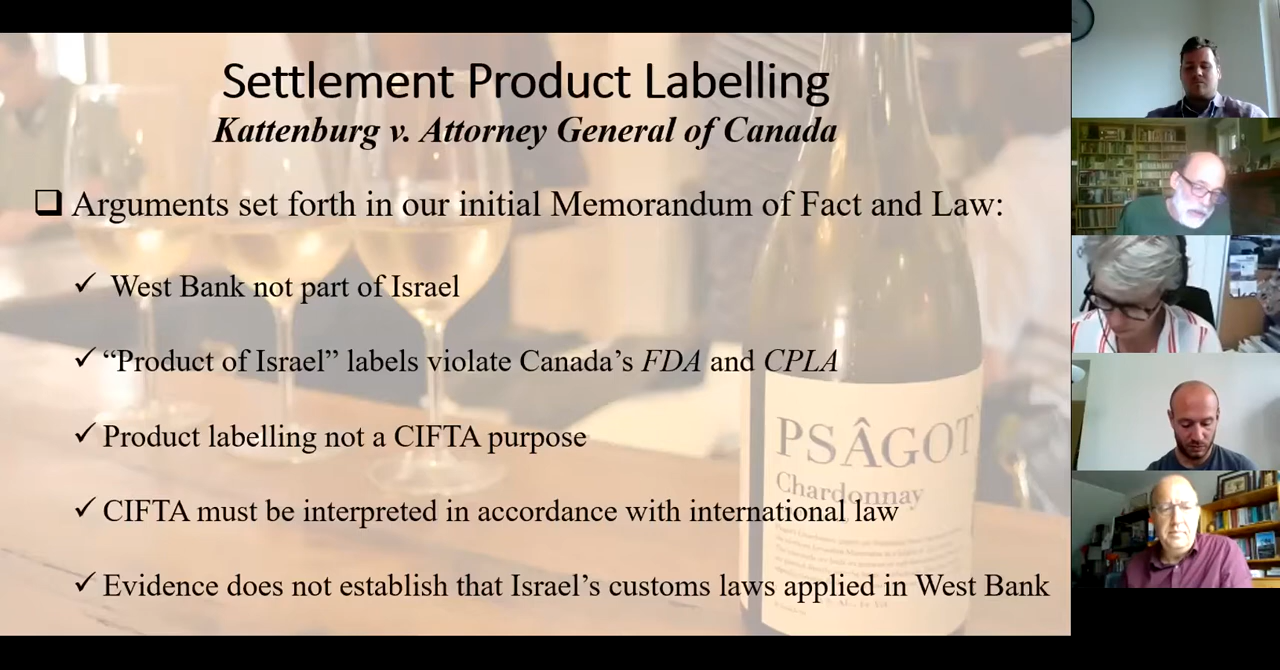 Settlement Product Labelling
Kattenburg v. Attorney General of Canada
Arguments set forth in our initial Memorandum of Fact and Law:
West Bank not part of Israel
“Product of Israel” labels violate Canada’s FDA and CPLA
Product labelling not a CIFTA purpose
CIFTA must be interpreted in accordance with international law
Evidence does not establish that Israel’s customs laws applied in West Bank
PSÂGOT
Chardonnay